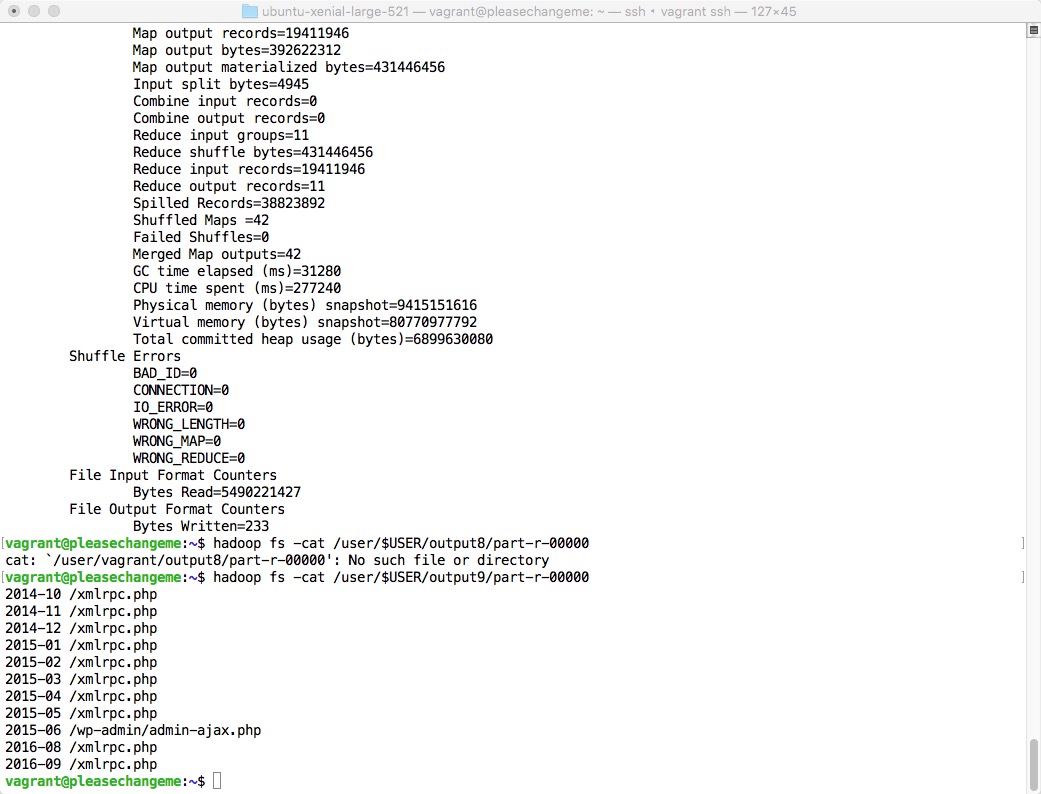 ubuntu-xenial-large-521 — vagrant@pleasechangeme: ~ — ssh ‹ vagrant ssh — 127×45
Map output records=19411946
Map output bytes=392622312
Map output materialized bytes=431446456
Input split bytes=4945
Combine input records=0
Combine output records=0
Reduce input groups=11
Reduce shuffle bytes=431446456
Reduce input records=19411946
Reduce output records=11
Spilled Records=38823892
Shuffled Maps =42
Failed Shuffles=0
Merged Map outputs=42
GC time elapsed (ms)=31280
CPU time spent (ms)=277240
Physical memory (bytes) snapshot=9415151616
Virtual memory (bytes) snapshot=80770977792
Total committed heap usage (bytes)=6899630080
Shuffle Errors
BAD_ID=0
CONNECTION=0
IO_ERROR=0
WRONG_LENGTH=0
WRONG_MAP=0
WRONG_REDUCE=0
File Input Format Counters
Bytes Read=5490221427
File Output Format Counters
Bytes Written=233
[vagrant@pleasechangeme:~$ hadoop fs -cat /user/$USER/output8/part-r-00000 ]
cat: `/user/vagrant/output8/part-r-00000': No such file or directory
[vagrant@pleasechangeme:~$ hadoop fs -cat /user/$USER/output9/part-r-00000 ]
2014-10 /xmlrpc.php
2014-11 /xmlrpc.php
2014-12 /xmlrpc.php
2015-01 /xmlrpc.php
2015-02 /xmlrpc.php
2015-03 /xmlrpc.php
2015-04 /xmlrpc.php
2015-05 /xmlrpc.php
2015-06 /wp-admin/admin-ajax.php
2016-08 /xmlrpc.php
2016-09 /xmlrpc.php
vagrant@pleasechangeme:~$